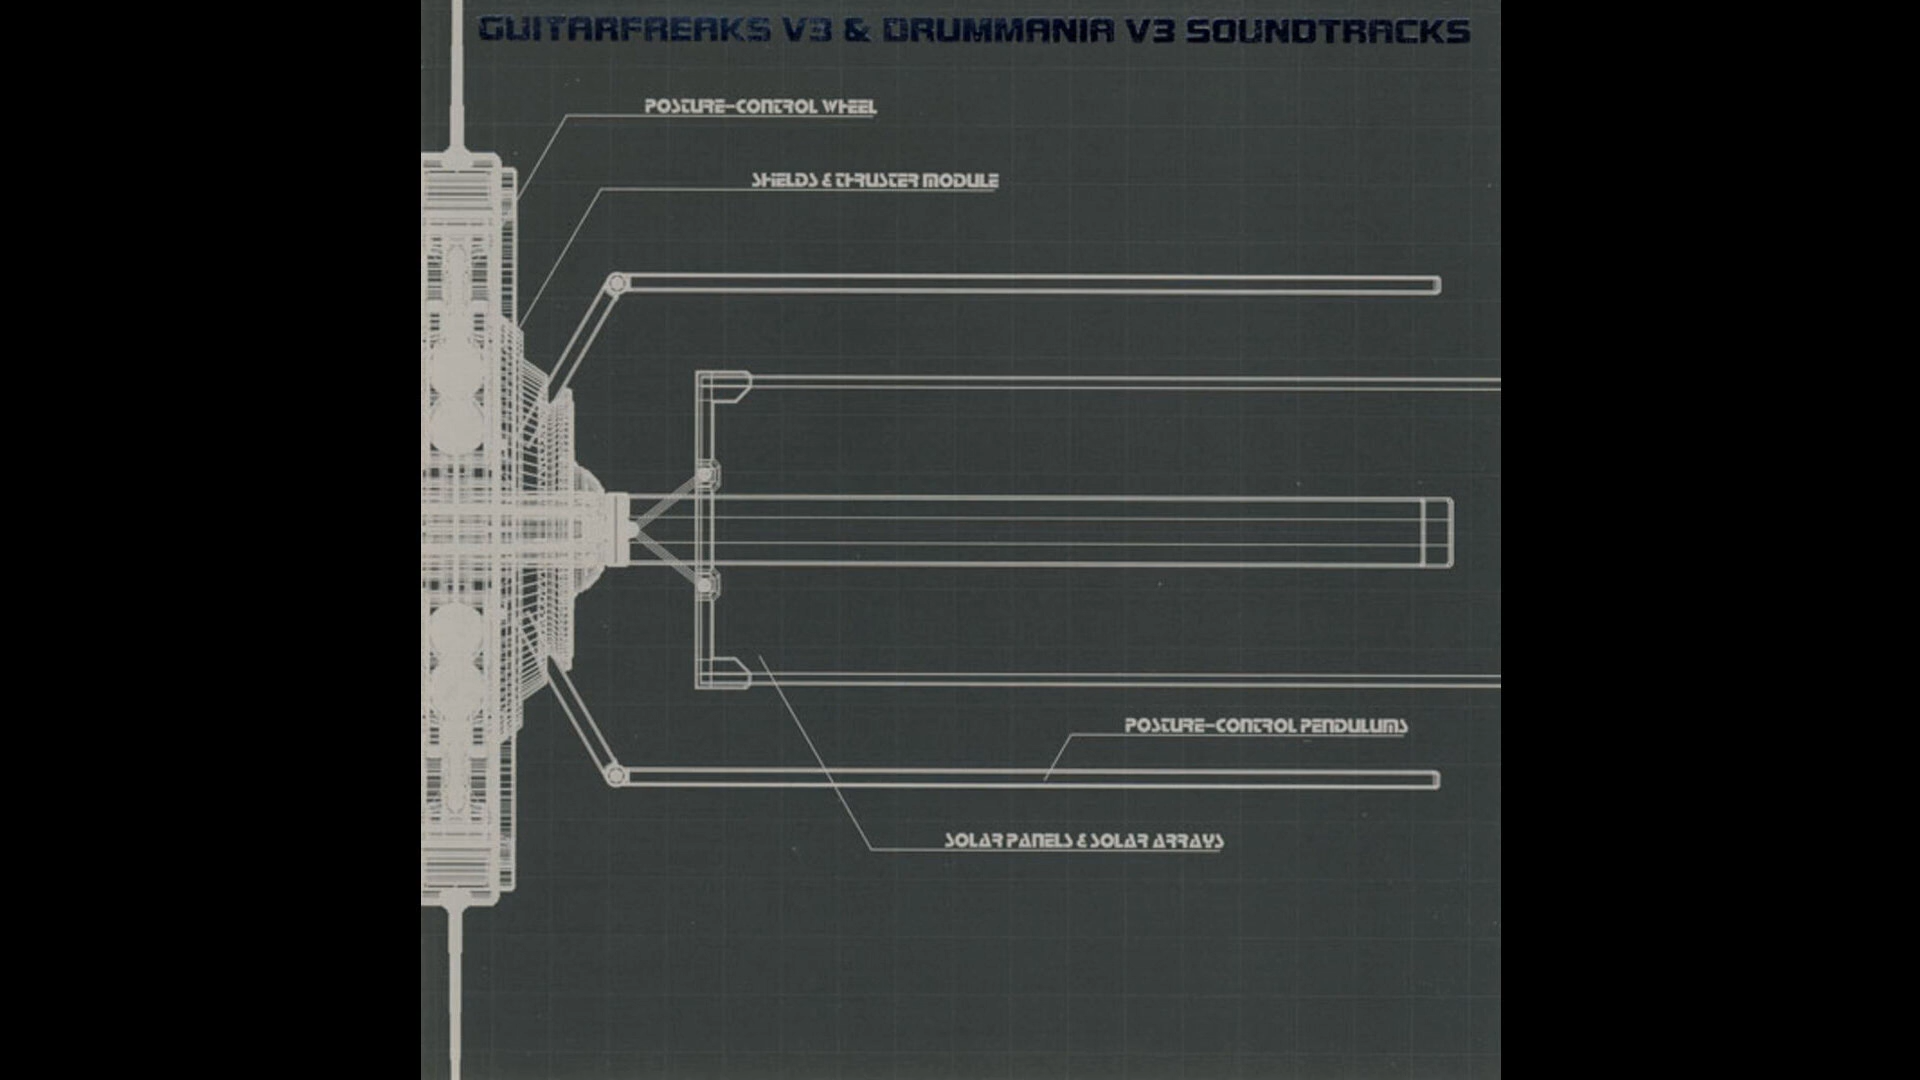 GUITARFREAKS V3 & DRUMMANIA V3 SOUNDTRACKS
POSTURE-CONTROL WHEEL
SHIELDS & THRUSTER MODULE
POSTURE-CONTROL PENDULUMS
SOLAR PANELS & SOLAR ARRAYS